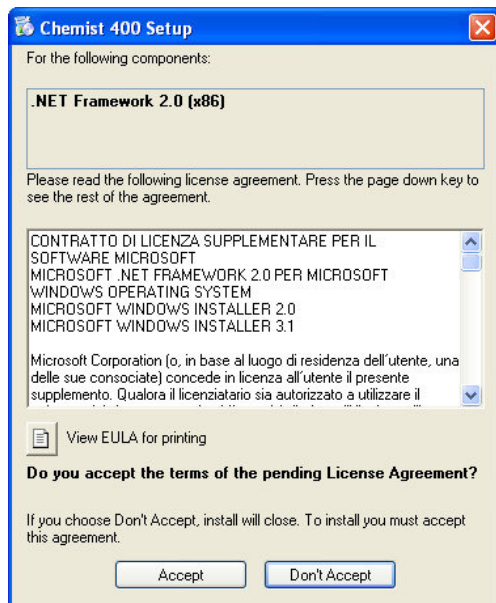 Chemist 400 Setup
For the following components:
.NET Framework 2.0 (x86)
Please read the following license agreement. Press the page down key to
see the rest of the agreement.
CONTRATTO DI LICENZA SUPPLEMENTARE PER IL
SOFTWARE MICROSOFT
MICROSOFT .NET FRAMEWORK 2.0 PER MICROSOFT
WINDOWS OPERATING SYSTEM
MICROSOFT WINDOWS INSTALLER 2.0
MICROSOFT WINDOWS INSTALLER 3.1
Microsoft Corporation (o, in base al luogo di residenza dell'utente, una
delle sue consociate) concede in licenza all'utente il presente
supplemento. Qualora il licenziatario sia autorizzato a utilizzare il
View EULA for printing
Do you accept the terms of the pending License Agreement?
If you choose Don't Accept, install will close. To install you must accept
this agreement.
Accept
Don't Accept